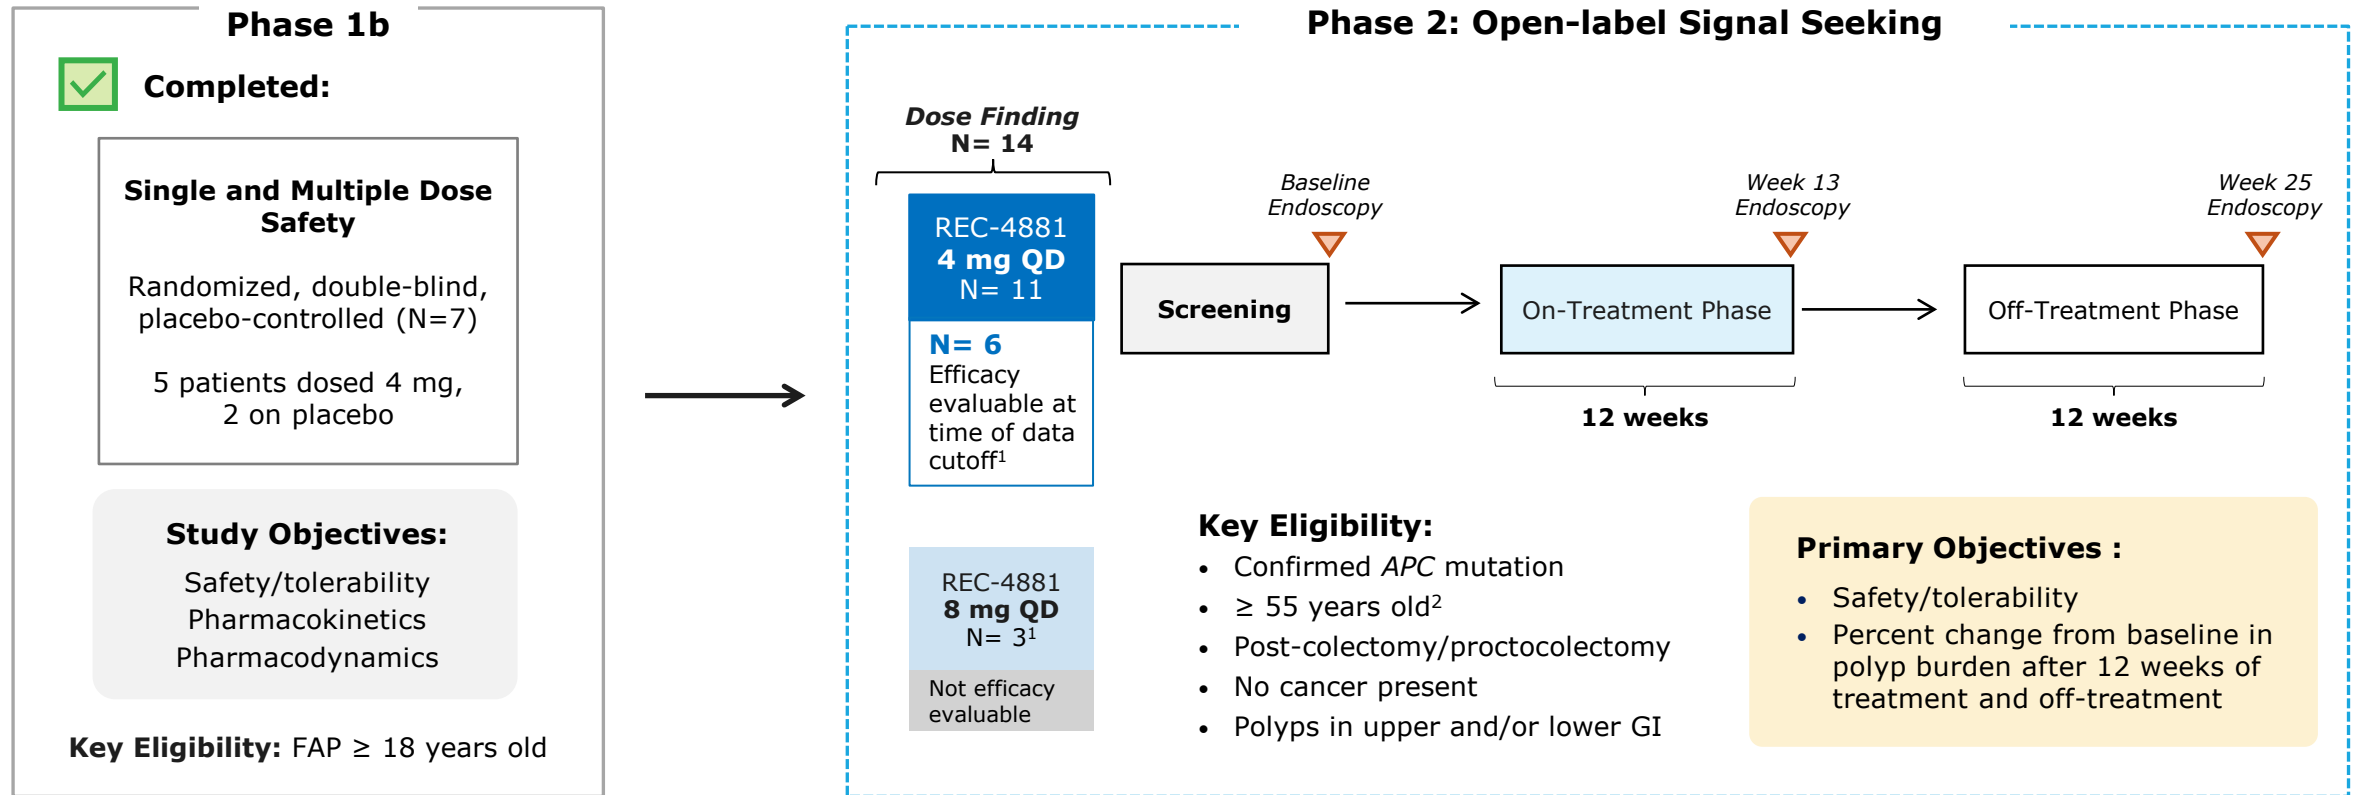 Phase 1b
Completed:
Single and Multiple Dose
Safety
Randomized, double-blind,
placebo-controlled (N=7)
5 patients dosed 4 mg,
2 on placebo
Study Objectives:
Safety/tolerability
Pharmacokinetics
Pharmacodynamics
Key Eligibility: FAP ≥ 18 years old
Phase 2: Open-label Signal Seeking
Dose Finding
N= 14
REC-4881
4 mg QD
N= 11
N= 6
Efficacy
evaluable at
time of data
cutoff¹
REC-4881
8 mg QD
N= 3¹
Not efficacy
evaluable
Screening
Baseline
Endoscopy
On-Treatment Phase
Week 13
Endoscopy
12 weeks
Off-Treatment Phase
Week 25
Endoscopy
12 weeks
Key Eligibility:
• Confirmed APC mutation
• ≥ 55 years old²
• Post-colectomy/proctocolectomy
• No cancer present
• Polyps in upper and/or lower GI
Primary Objectives :
• Safety/tolerability
• Percent change from baseline in
polyp burden after 12 weeks of
treatment and off-treatment